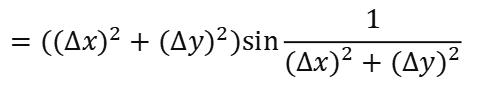 = ((Δx)² + (Δy)²)sin 1/((Δx)² + (Δy)²)